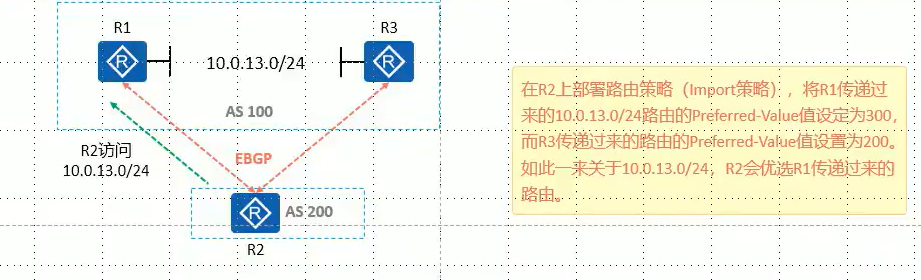 R1
R3
R
R
10.0.13.0/24
AS 100
R2访问
10.0.13.0/24
EBGP
R
AS 200
R2
在R2上部署路由策略（Import策略），将R1传递过
来的10.0.13.0/24路由的Preferred-Value值设定为300，
而R3传递过来的路由的Preferred-Value值设置为200。
如此一来关于10.0.13.0/24，R2会优选R1传递过来的
路由。